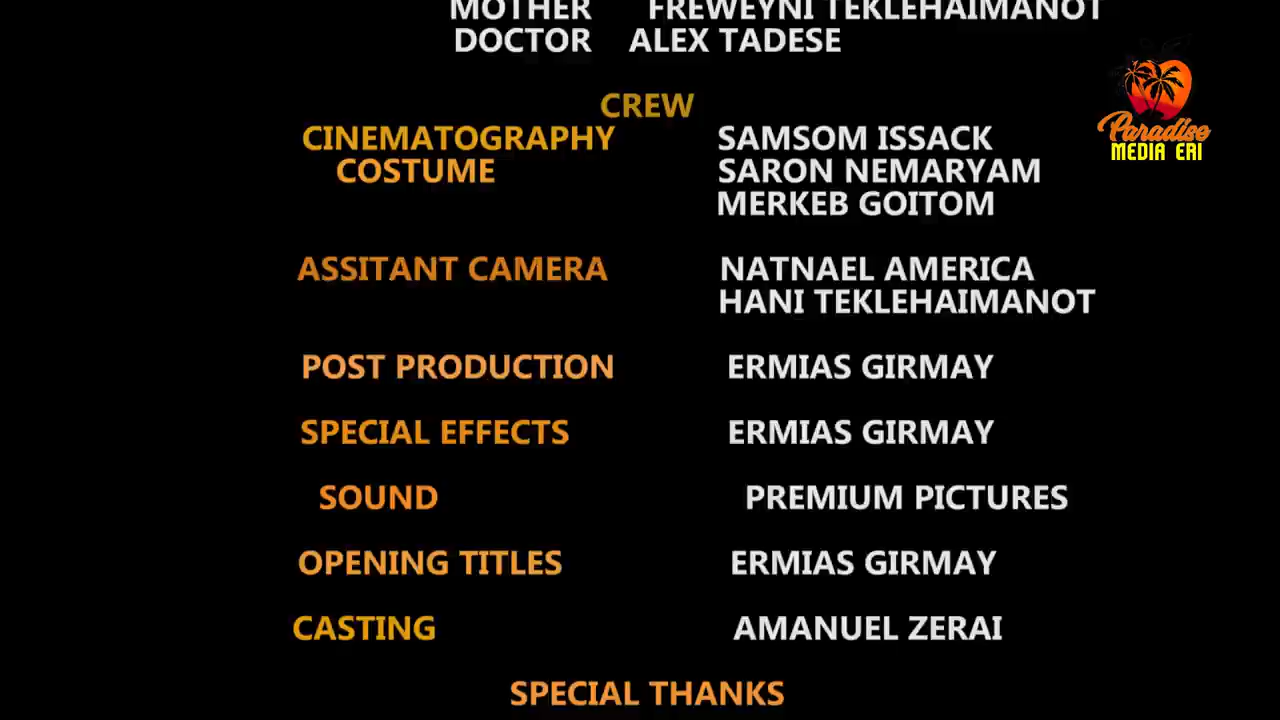 MOTHER FREWEYNI TEKLEHAIMANOT
DOCTOR ALEX TADESE
CREW
CINEMATOGRAPHY SAMSOM ISSACK
COSTUME SARON NEMARYAM
MERKEB GOITOM
ASSITANT CAMERA NATNAEL AMERICA
HANI TEKLEHAIMANOT
POST PRODUCTION ERMIAS GIRMAY
SPECIAL EFFECTS ERMIAS GIRMAY
SOUND PREMIUM PICTURES
OPENING TITLES ERMIAS GIRMAY
CASTING AMANUEL ZERAI
SPECIAL THANKS
Paradise
MEDIA ERI